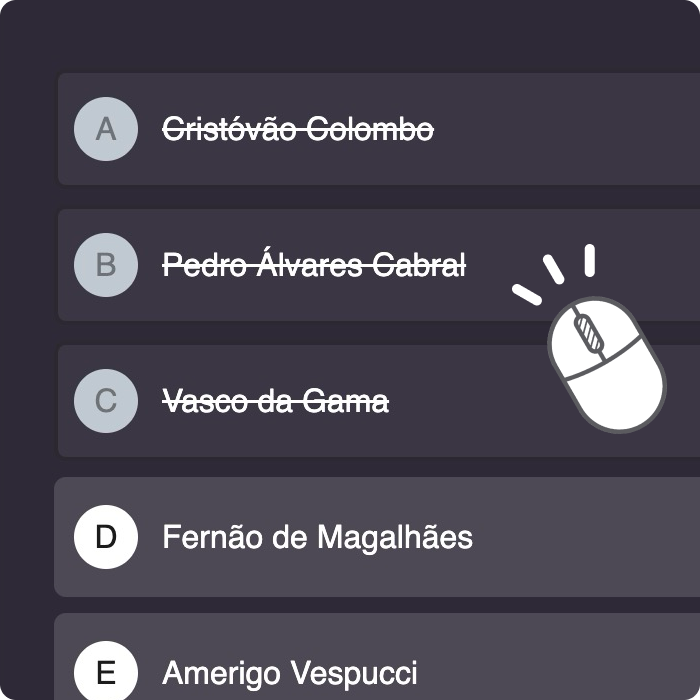 A Cristóvão Colombo
B Pedro Álvares Cabral
C Vasco da Gama
D Fernão de Magalhães
E Amerigo Vespucci